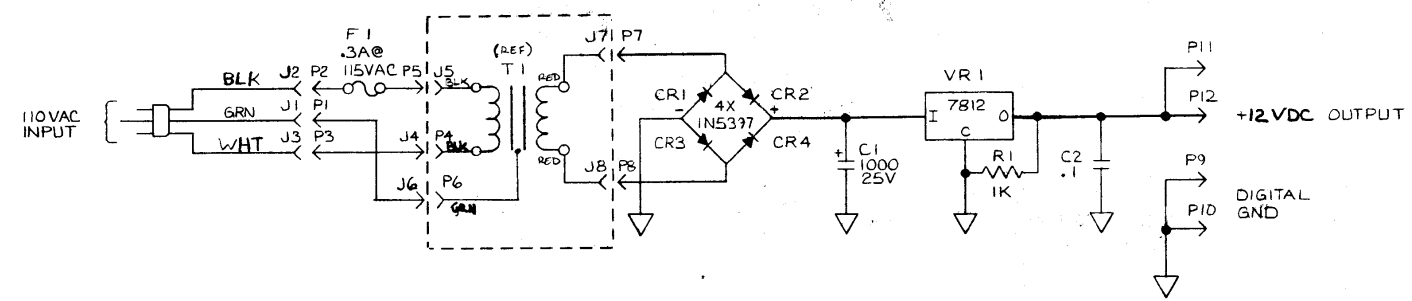 110VAC
INPUT
BLK
GRN
WHT
J2
P2
J1
P1
J3
P3
F1
.3A@
115VAC
P5
J5
BLK
J4
P4
BLK
J6
P6
GRN
(REF)
T1
RED
RED
J7
P7
J8
P8
CR1
CR2
4X
1N5397
CR3
CR4
-
+
+
C1
1000
25V
VR1
I
7812
O
C
R1
1K
C2
.1
P11
P12
+12VDC OUTPUT
P9
P10
DIGITAL
GND